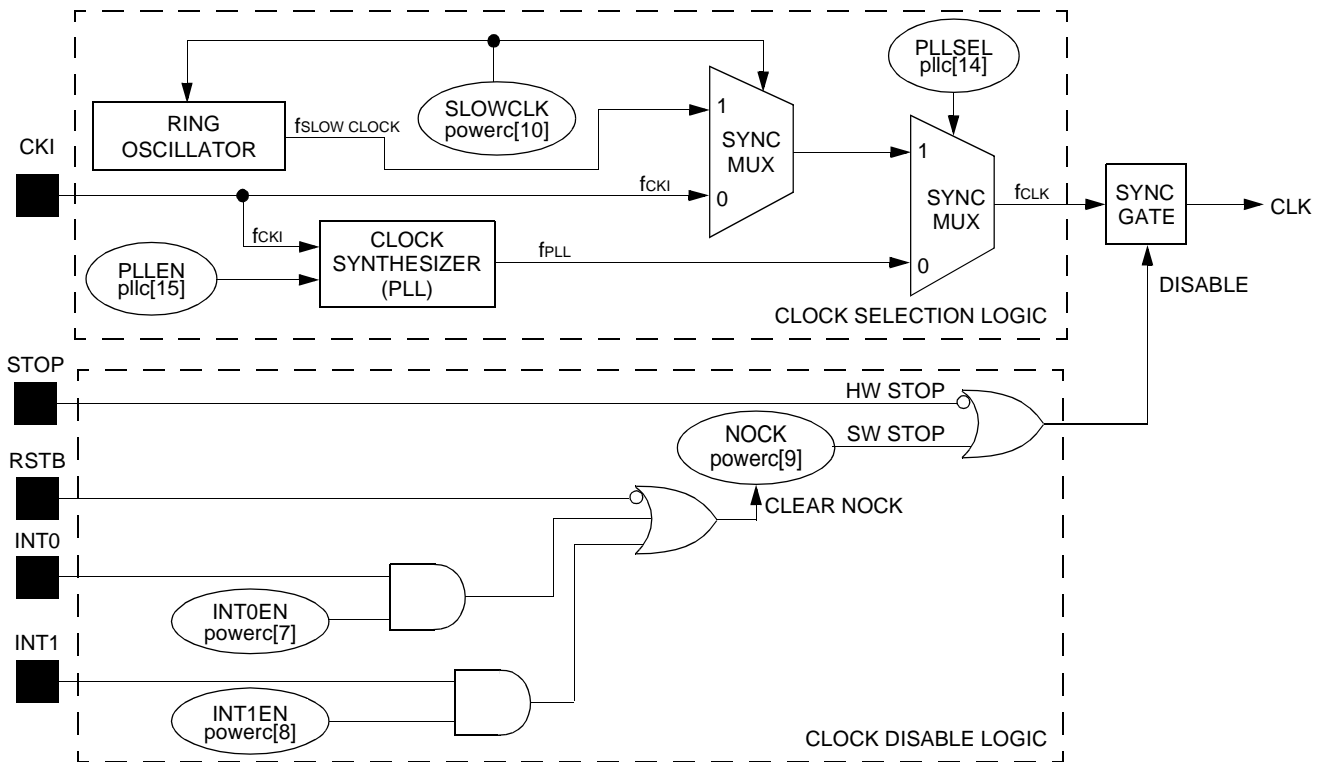 PLLSEL
pllc[14]
SLOWCLK
powerc[10]
RING
OSCILLATOR
fSLOW CLOCK
1
SYNC
MUX
0
CKI
fCKI
fCKI
CLOCK
SYNTHESIZER
(PLL)
PLLEN
pllc[15]
fPLL
1
SYNC
MUX
0
fCLK
SYNC
GATE
CLK
DISABLE
CLOCK SELECTION LOGIC
STOP
HW STOP
NOCK
powerc[9]
SW STOP
RSTB
CLEAR NOCK
INT0
INT0EN
powerc[7]
INT1
INT1EN
powerc[8]
CLOCK DISABLE LOGIC